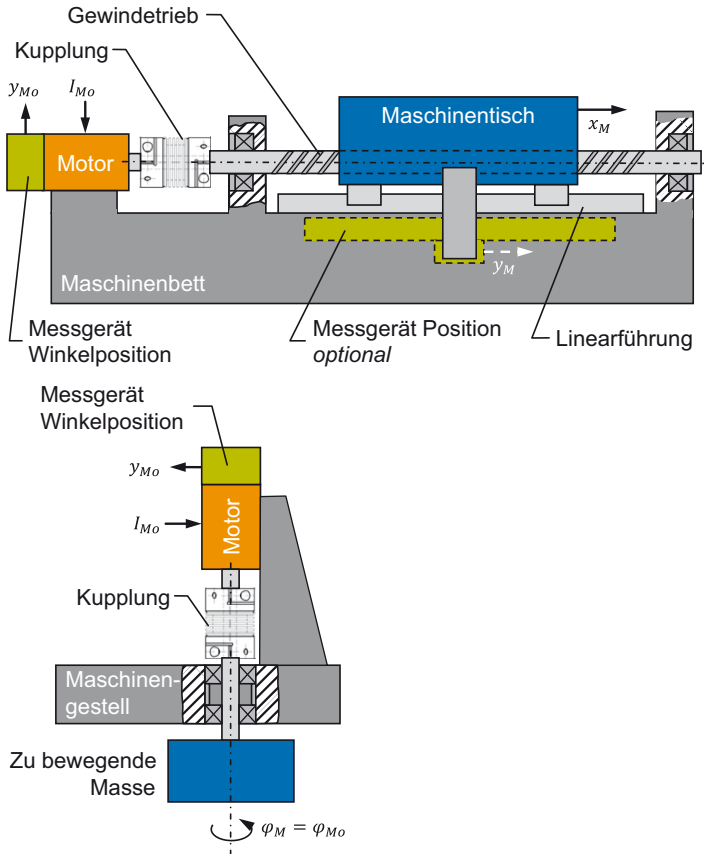 Gewindetrieb
Kupplung
y_Mo
I_Mo
Motor
Maschinentisch
x_M
y_M
Maschinenbett
Messgerät
Winkelposition
Messgerät Position
optional
Linearführung
Messgerät
Winkelposition
y_Mo
I_Mo
Motor
Kupplung
Maschinen-
gestell
Zu bewegende
Masse
φ_M = φ_Mo